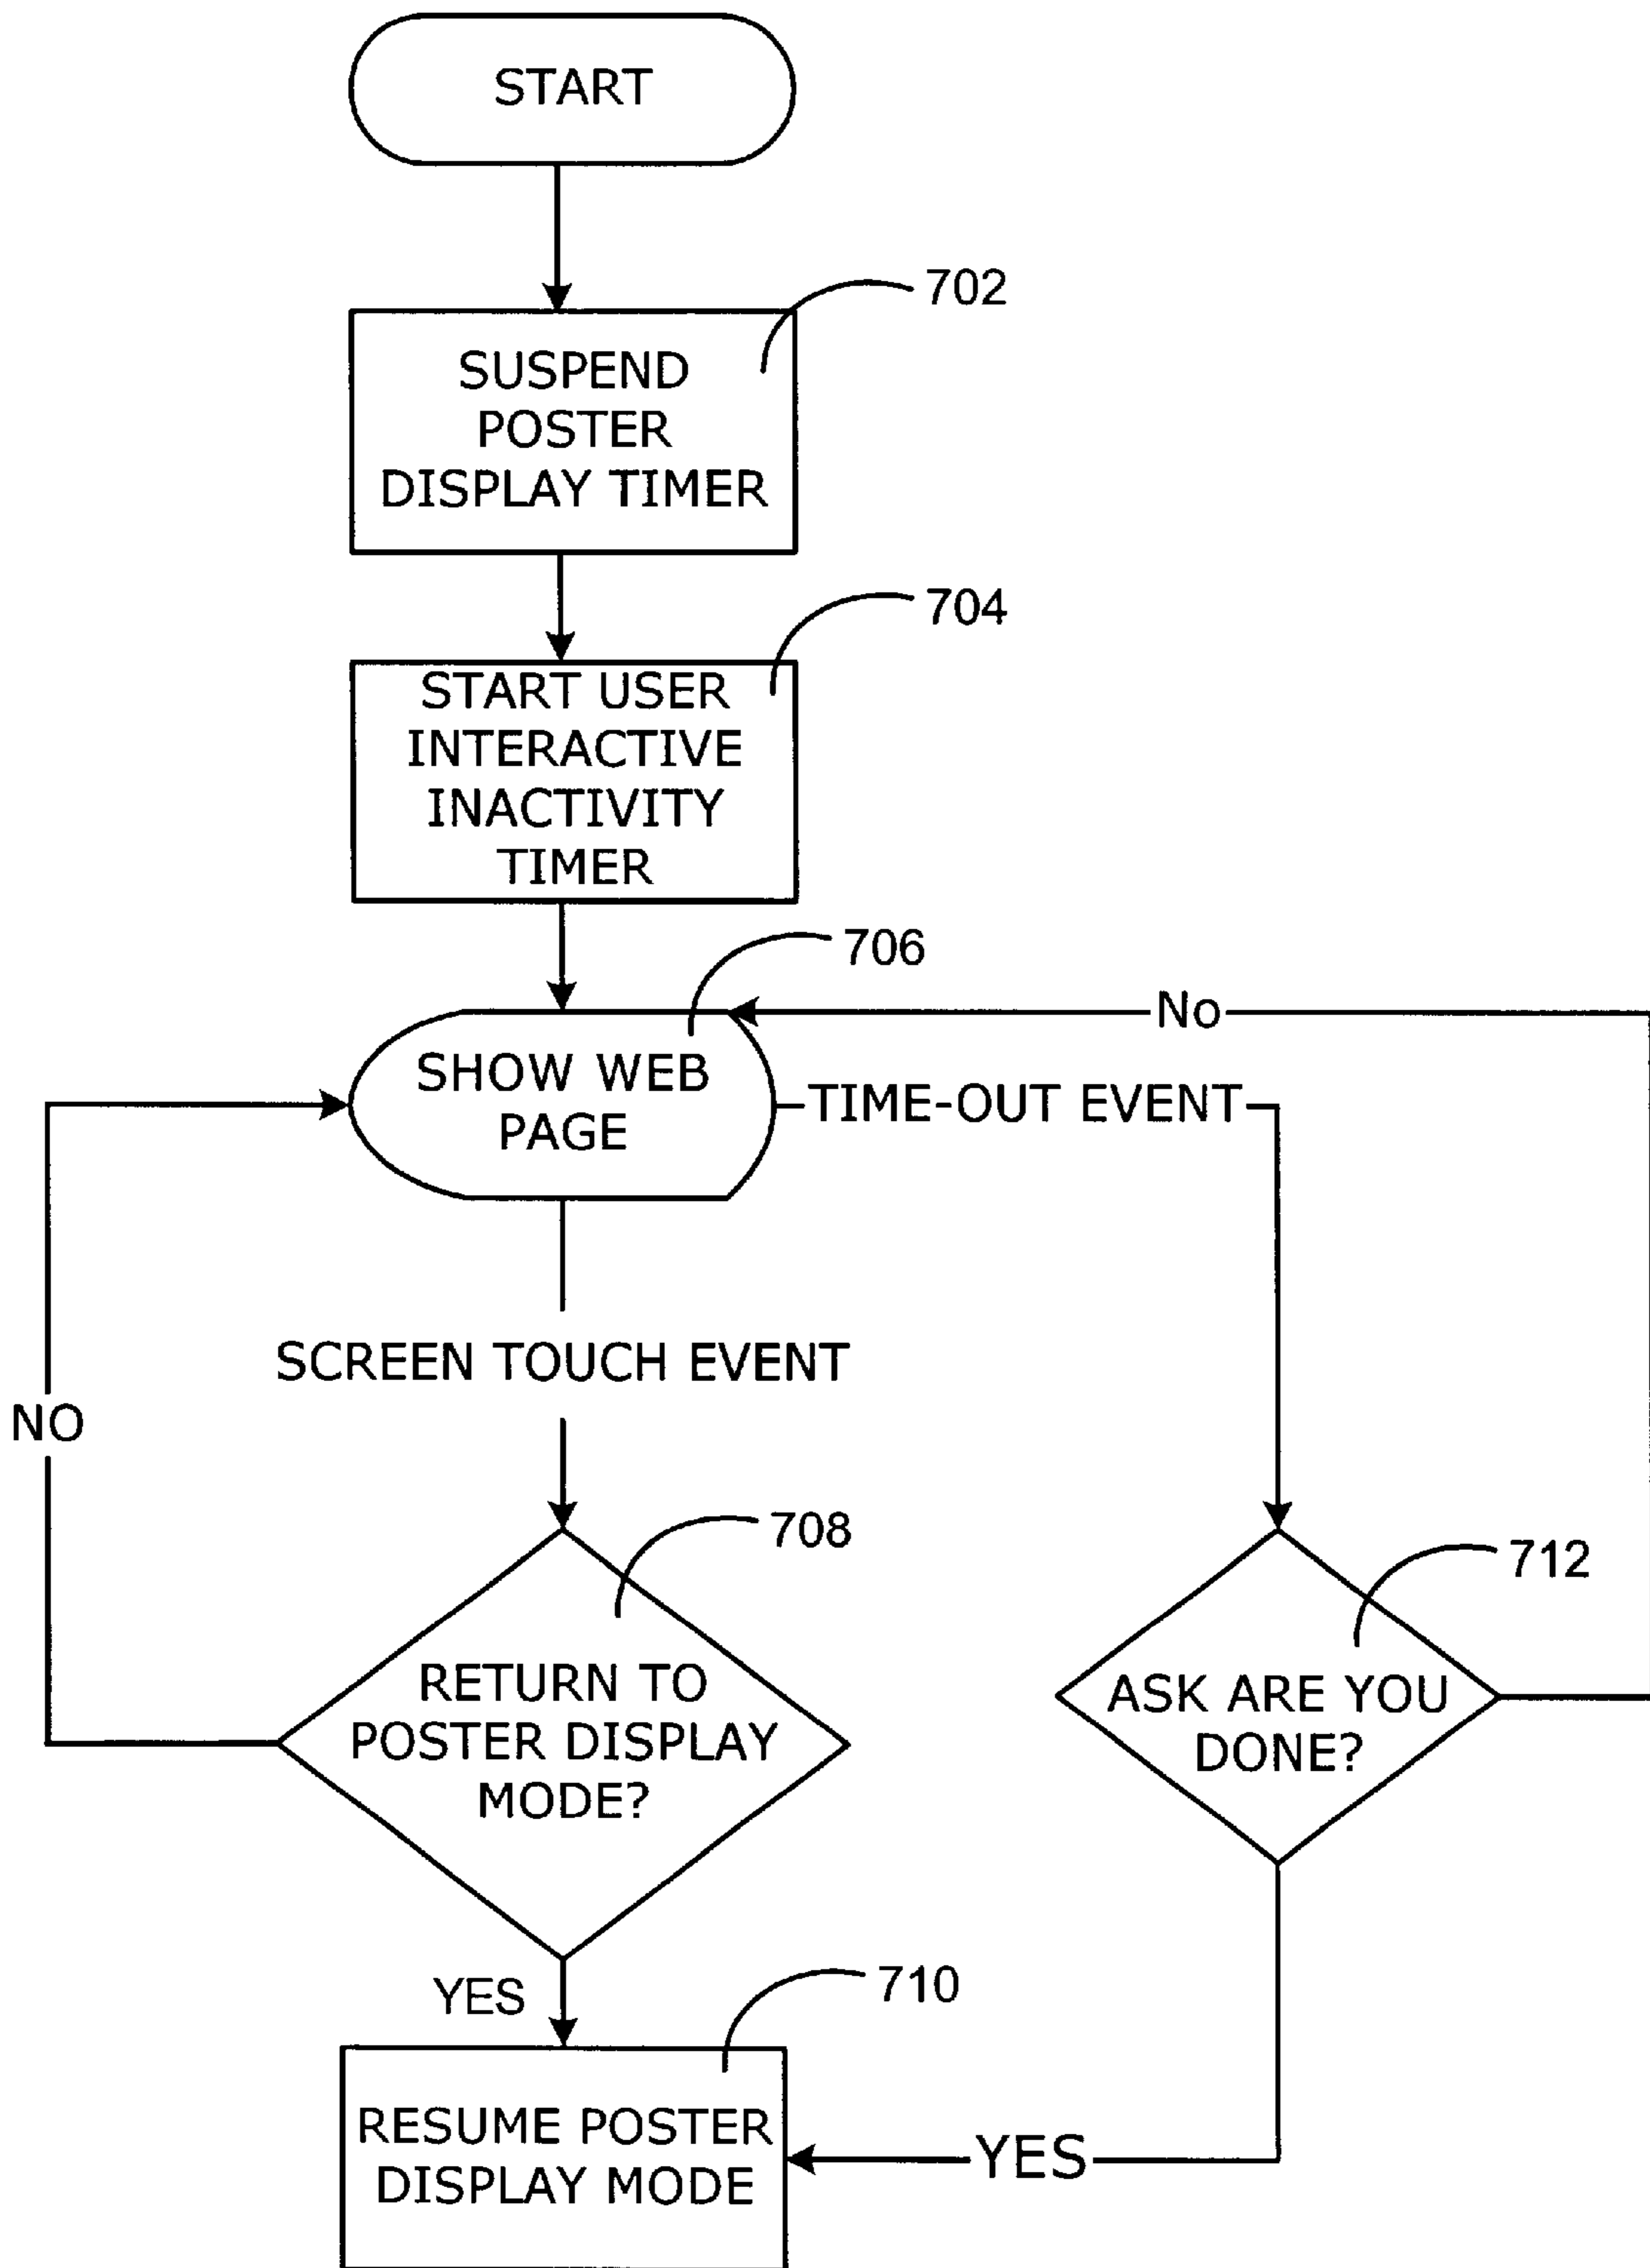 START
702
SUSPEND
POSTER
DISPLAY TIMER
704
START USER
INTERACTIVE
INACTIVITY
TIMER
706
No
SHOW WEB
PAGE
TIME-OUT EVENT
SCREEN TOUCH EVENT
NO
708
712
RETURN TO
POSTER DISPLAY
MODE?
ASK ARE YOU
DONE?
YES
710
RESUME POSTER
DISPLAY MODE
YES